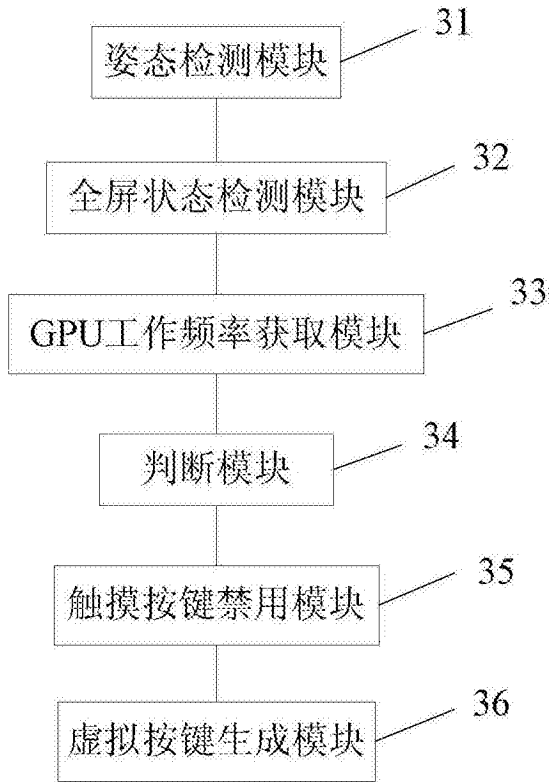 31
姿态检测模块
32
全屏状态检测模块
33
GPU工作频率获取模块
34
判断模块
35
触摸按键禁用模块
36
虚拟按键生成模块